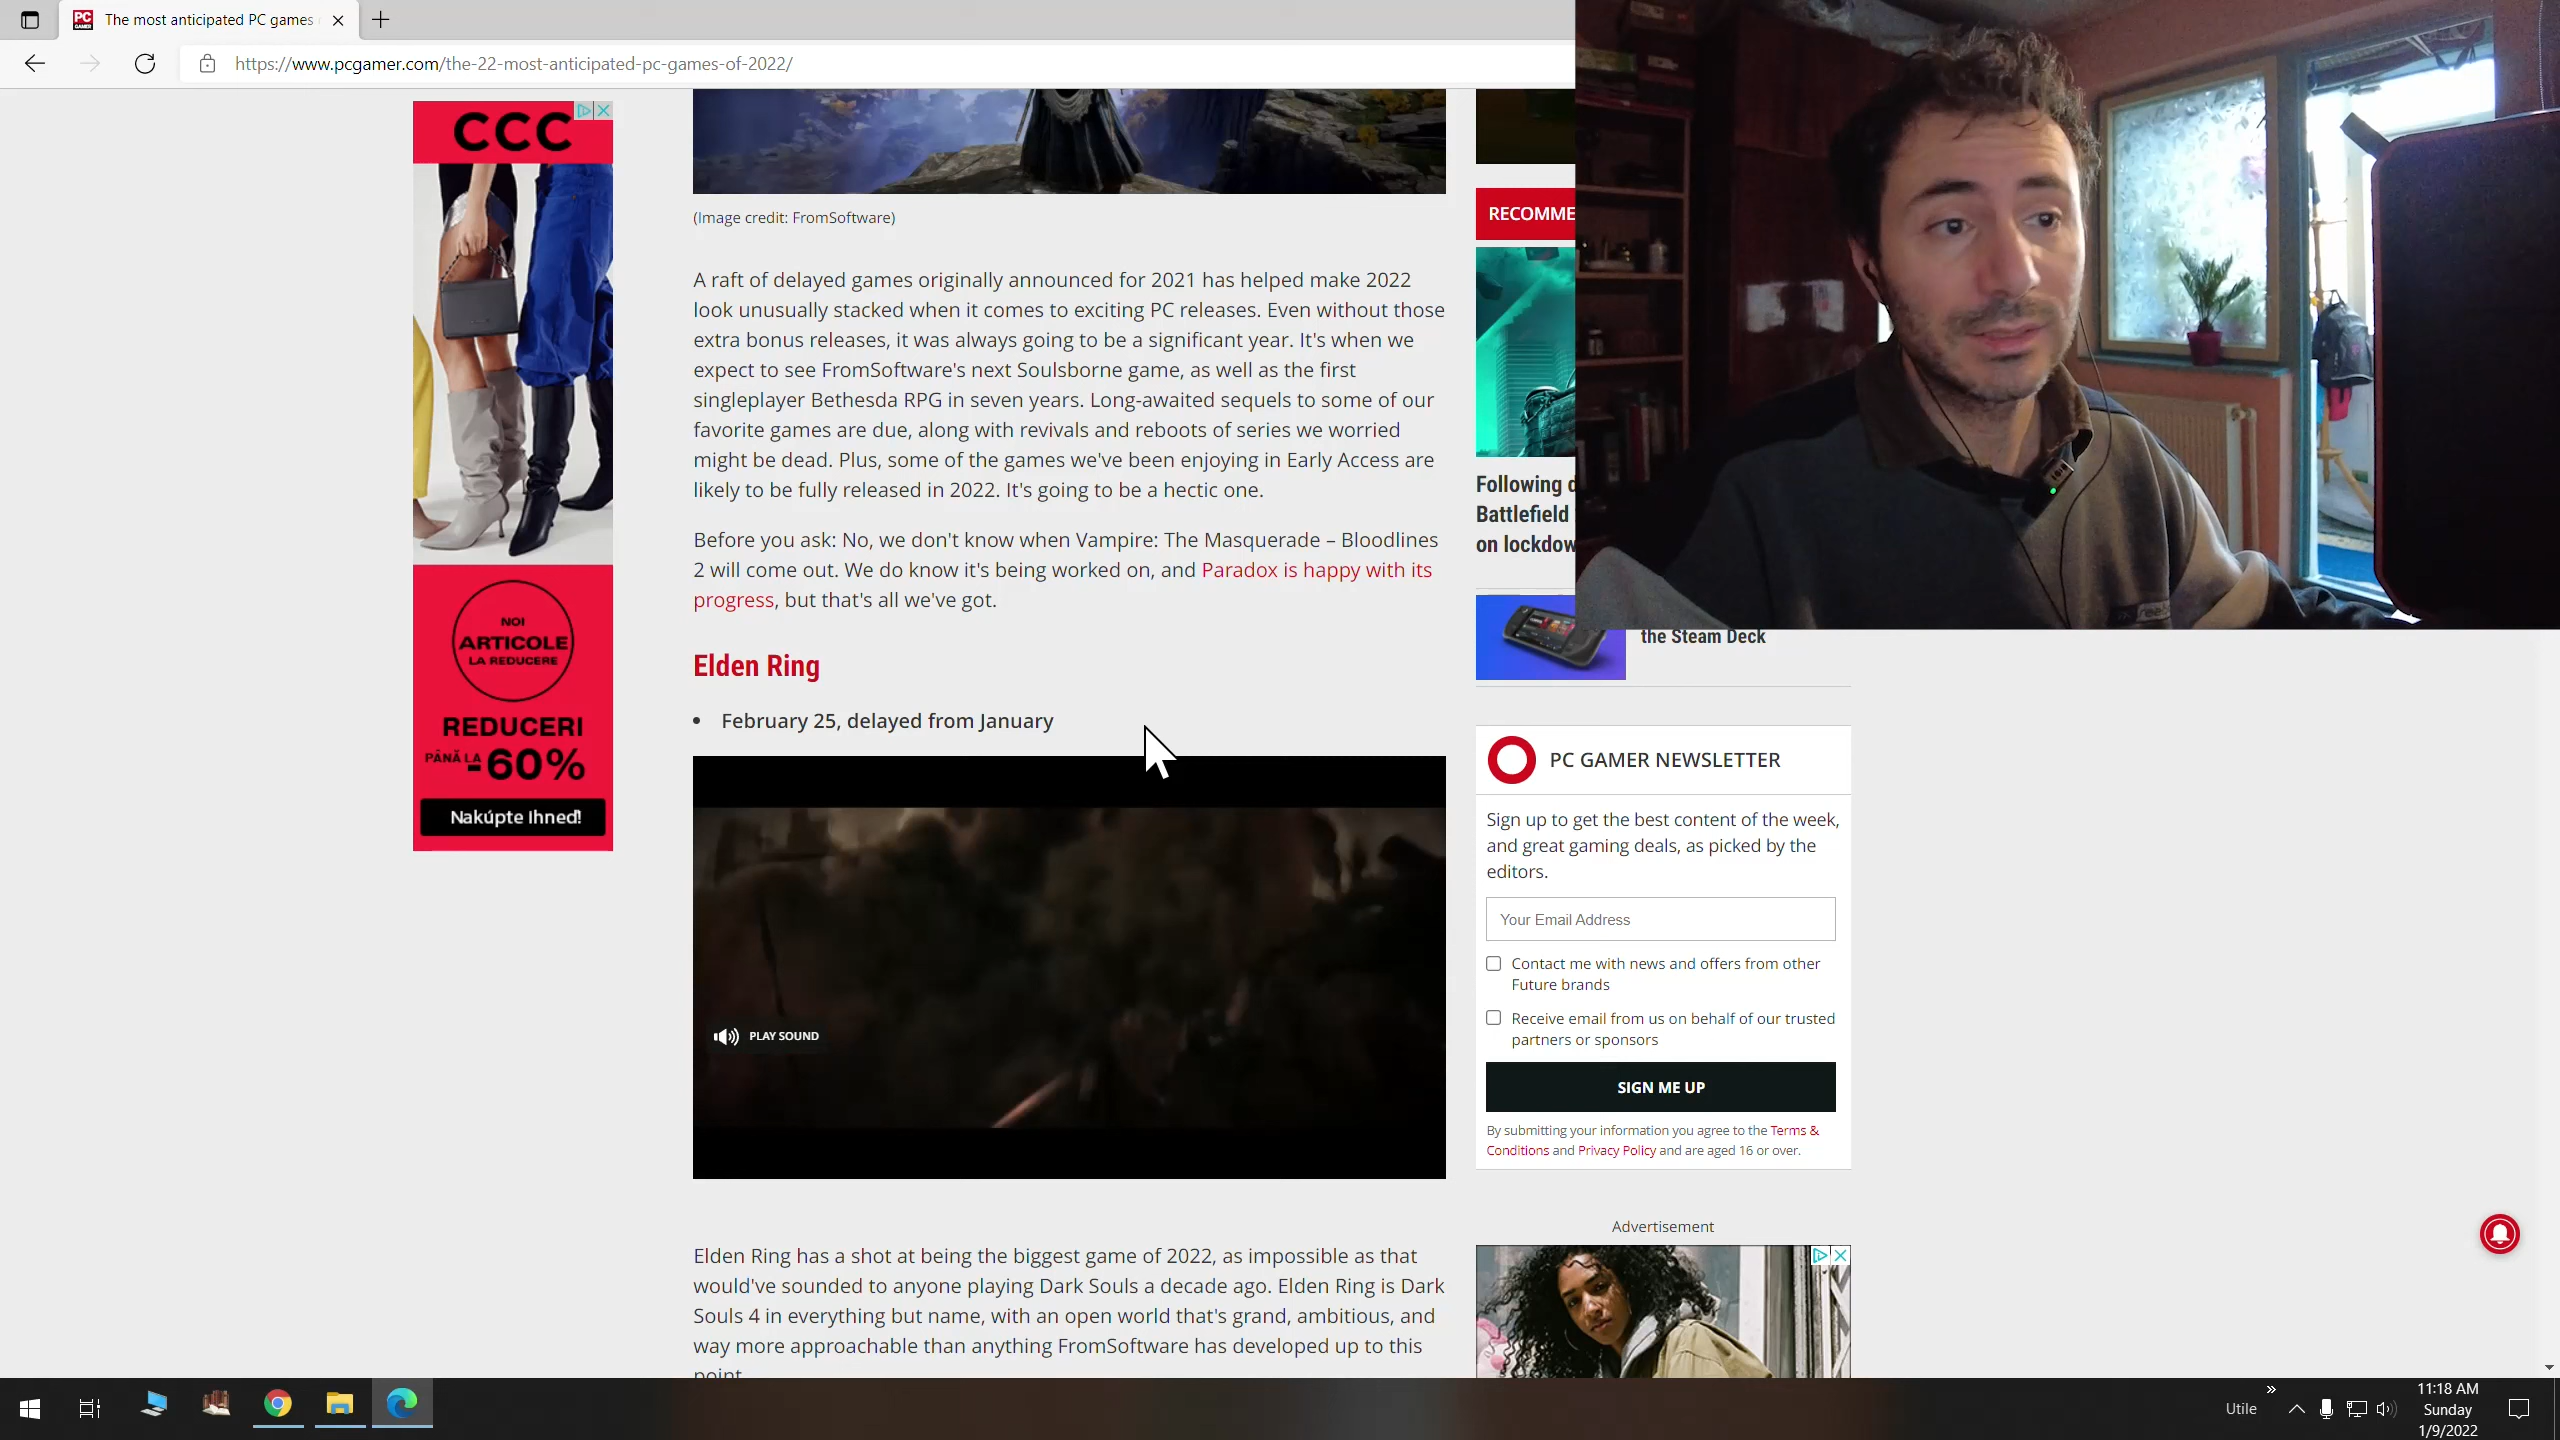 The most anticipated PC games
https://www.pcgamer.com/the-22-most-anticipated-pc-games-of-2022/
CCC
NOI
ARTICOLE
LA REDUCERE
REDUCERI
PÂNĂ LA -60%
Nakúpte ihned!
(Image credit: FromSoftware)
A raft of delayed games originally announced for 2021 has helped make 2022
look unusually stacked when it comes to exciting PC releases. Even without those
extra bonus releases, it was always going to be a significant year. It's when we
expect to see FromSoftware's next Soulsborne game, as well as the first
singleplayer Bethesda RPG in seven years. Long-awaited sequels to some of our
favorite games are due, along with revivals and reboots of series we worried
might be dead. Plus, some of the games we've been enjoying in Early Access are
likely to be fully released in 2022. It's going to be a hectic one.
Before you ask: No, we don't know when Vampire: The Masquerade – Bloodlines
2 will come out. We do know it's being worked on, and Paradox is happy with its
progress, but that's all we've got.
Elden Ring
• February 25, delayed from January
PLAY SOUND
Elden Ring has a shot at being the biggest game of 2022, as impossible as that
would've sounded to anyone playing Dark Souls a decade ago. Elden Ring is Dark
Souls 4 in everything but name, with an open world that's grand, ambitious, and
way more approachable than anything FromSoftware has developed up to this
point
RECOMME
Following
Battlefield
on lockdow
the Steam Deck
PC GAMER NEWSLETTER
Sign up to get the best content of the week,
and great gaming deals, as picked by the
editors.
Your Email Address
Contact me with news and offers from other
Future brands
Receive email from us on behalf of our trusted
partners or sponsors
SIGN ME UP
By submitting your information you agree to the Terms &
Conditions and Privacy Policy and are aged 16 or over.
Advertisement
Utile
11:18 AM
Sunday
1/9/2022